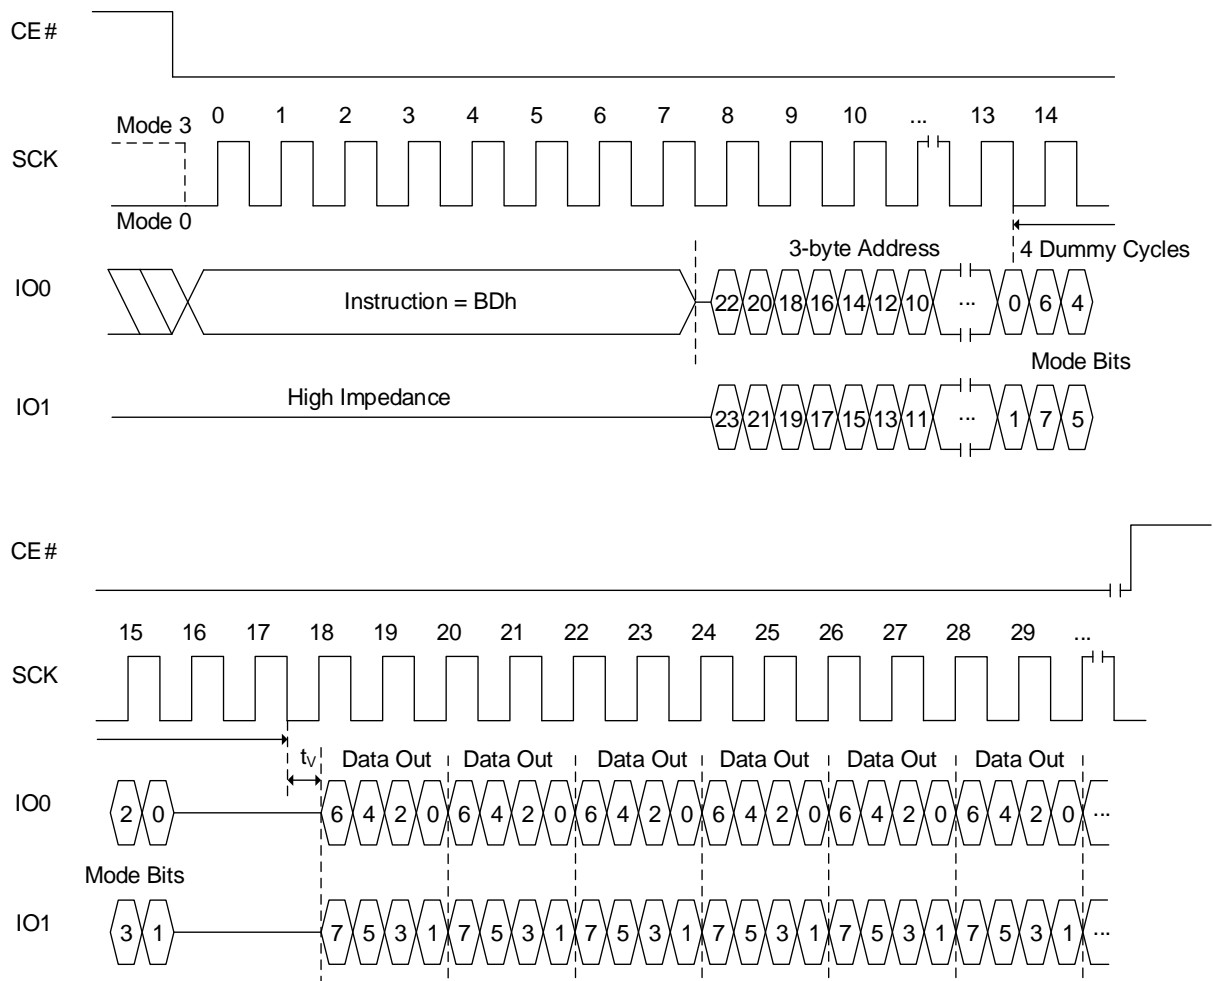 CE#
Mode 3
0 1 2 3 4 5 6 7 8 9 10 ... 13 14
SCK
Mode 0
3-byte Address
4 Dummy Cycles
IO0
Instruction = BDh
22 20 18 16 14 12 10 ... 0 6 4
Mode Bits
IO1
High Impedance
23 21 19 17 15 13 11 ... 1 7 5
CE#
15 16 17 18 19 20 21 22 23 24 25 26 27 28 29 ...
SCK
tV
Data Out Data Out Data Out Data Out Data Out Data Out
IO0
2 0 6 4 2 0 6 4 2 0 6 4 2 0 6 4 2 0 6 4 2 0 6 4 2 0 ...
Mode Bits
IO1
3 1 7 5 3 1 7 5 3 1 7 5 3 1 7 5 3 1 7 5 3 1 7 5 3 1 ...